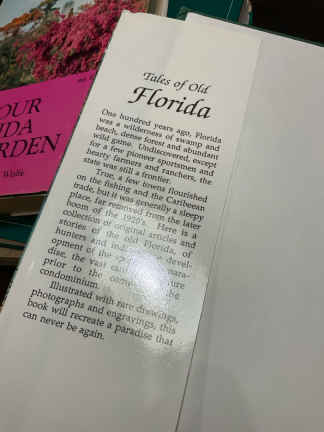 OUR
IDA
RDEN
Wolfe
Tales of Old
Florida
One hundred years ago, Florida
was a wilderness of swamp and
beach, dense forest and abundant
wild game. Undiscovered, except
for a few pioneer sportsmen and
hearty farmers and ranchers, the
state was still a frontier.
True, a few towns flourished
on the fishing and the Caribbean
trade, but it was generally a sleepy
place, far removed from the later
boom of the 1920's. Here is a
collection of original articles and
stories of the old Florida, of
hunters and devel-
opment of the para-
dise, the vast
prior to the the
condominium.
Illustrated with rare drawings,
photographs and engravings, this
book will recreate a paradise that
can never be again.